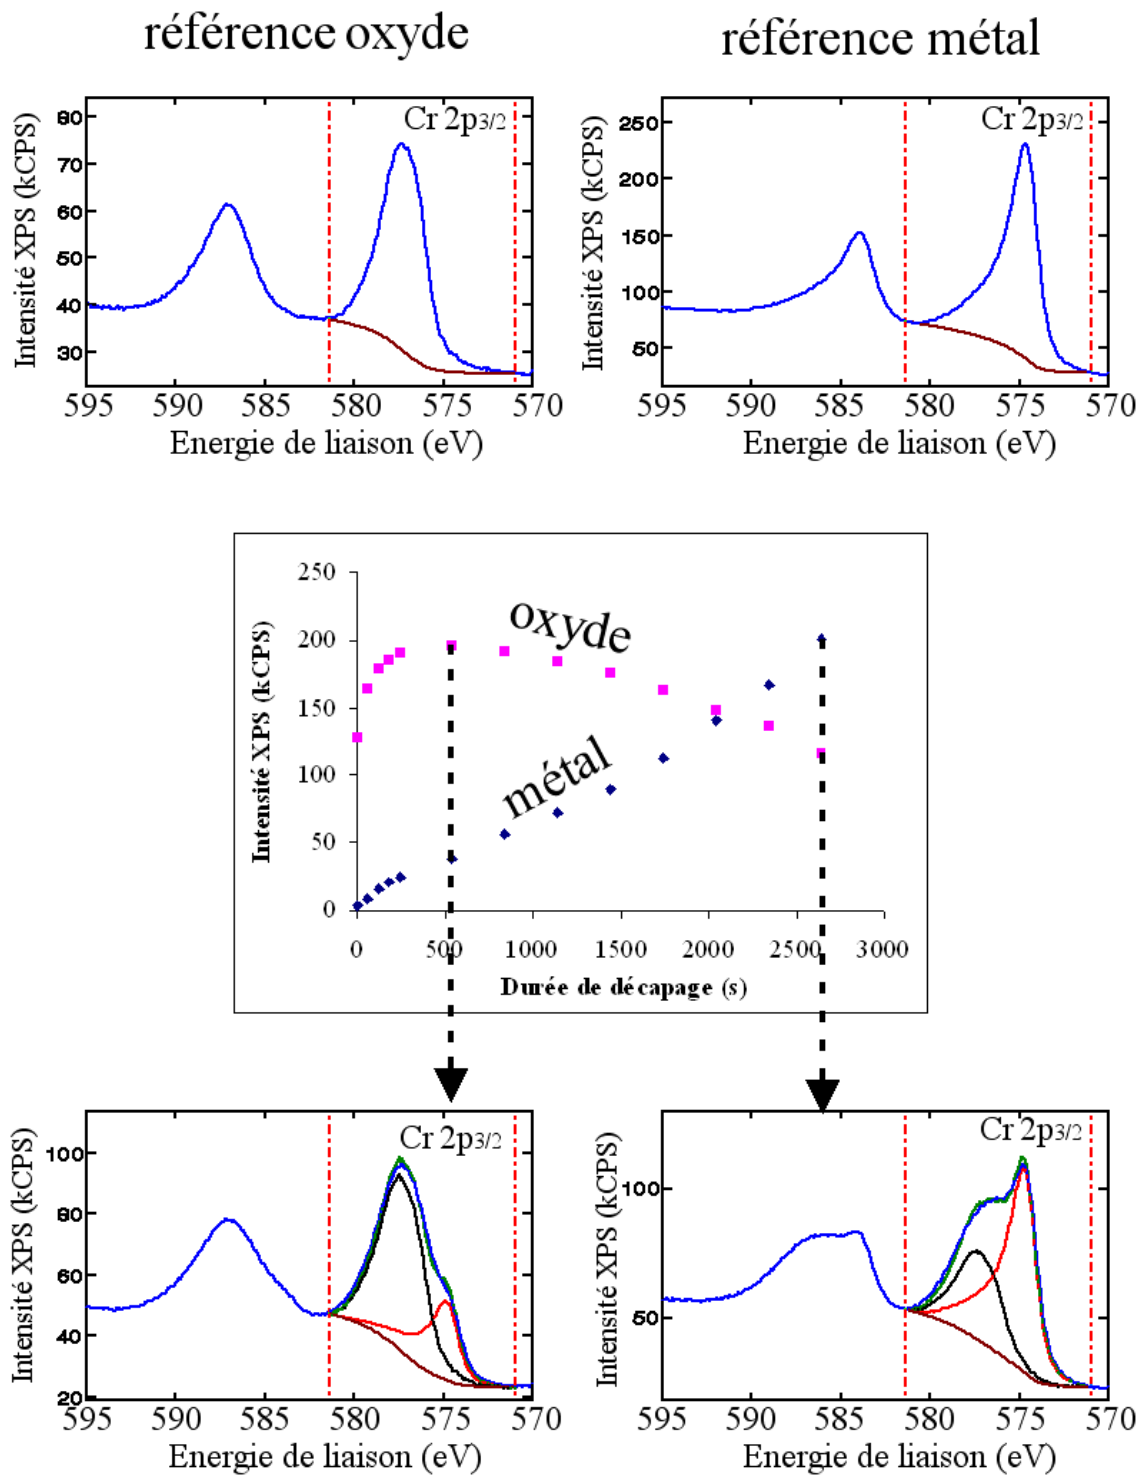 référence oxyde
référence métal
Cr 2p3/2
Intensité XPS (kCPS)
80
70
60
50
40
30
595 590 585 580 575 570
Energie de liaison (eV)
Cr 2p3/2
Intensité XPS (kCPS)
250
200
150
100
50
595 590 585 580 575 570
Energie de liaison (eV)
Intensité XPS (kCPS)
250
200
150
100
50
0
oxyde
métal
0 500 1000 1500 2000 2500 3000
Durée de décapage (s)
Cr 2p3/2
Intensité XPS (kCPS)
100
80
60
40
20
595 590 585 580 575 570
Energie de liaison (eV)
Cr 2p3/2
Intensité XPS (kCPS)
100
50
595 590 585 580 575 570
Energie de liaison (eV)